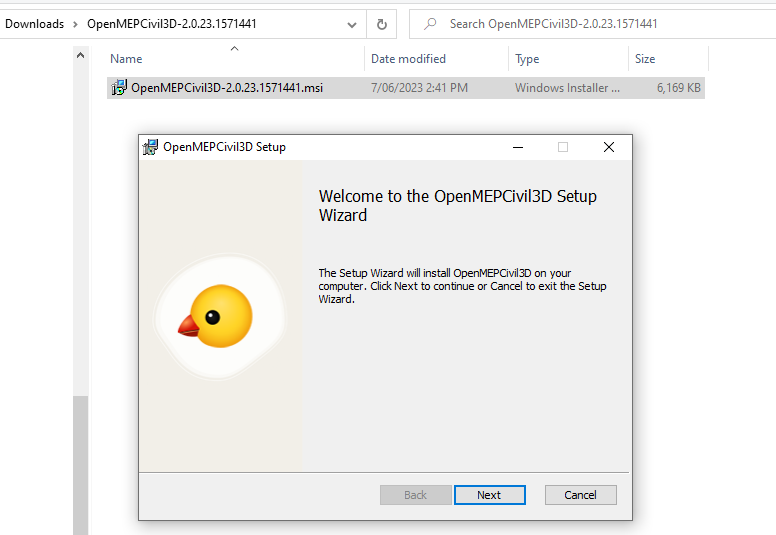 Downloads > OpenMEPCivil3D-2.0.23.1571441
Search OpenMEPCivil3D-2.0.23.1571441
Name Date modified Type Size
OpenMEPCivil3D-2.0.23.1571441.msi 7/06/2023 2:41 PM Windows Installer ... 6,169 KB
OpenMEPCivil3D Setup
Welcome to the OpenMEPCivil3D Setup
Wizard
The Setup Wizard will install OpenMEPCivil3D on your
computer. Click Next to continue or Cancel to exit the Setup
Wizard.
Back Next Cancel